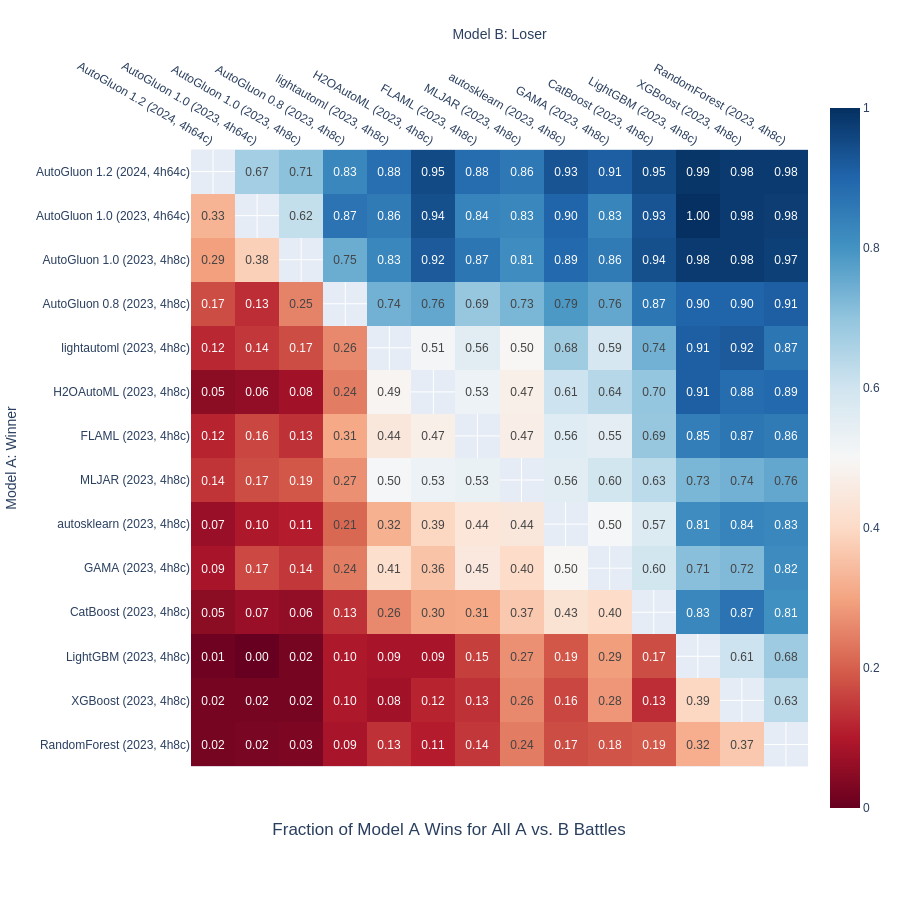 Model B: Loser
AutoGluon 1.2 (2024, 4h64c)
AutoGluon 1.0 (2023, 4h64c)
AutoGluon 1.0 (2023, 4h8c)
AutoGluon 0.8 (2023, 4h8c)
lightautoml (2023, 4h8c)
H2OAutoML (2023, 4h8c)
FLAML (2023, 4h8c)
MLJAR (2023, 4h8c)
autosklearn (2023, 4h8c)
GAMA (2023, 4h8c)
CatBoost (2023, 4h8c)
LightGBM (2023, 4h8c)
XGBoost (2023, 4h8c)
RandomForest (2023, 4h8c)
Model A: Winner
AutoGluon 1.2 (2024, 4h64c) 0.67 0.71 0.83 0.88 0.95 0.88 0.86 0.93 0.91 0.95 0.99 0.98 0.98
AutoGluon 1.0 (2023, 4h64c) 0.33 0.62 0.87 0.86 0.94 0.84 0.83 0.90 0.83 0.93 1.00 0.98 0.98
AutoGluon 1.0 (2023, 4h8c) 0.29 0.38 0.75 0.83 0.92 0.87 0.81 0.89 0.86 0.94 0.98 0.98 0.97
AutoGluon 0.8 (2023, 4h8c) 0.17 0.13 0.25 0.74 0.76 0.69 0.73 0.79 0.76 0.87 0.90 0.90 0.91
lightautoml (2023, 4h8c) 0.12 0.14 0.17 0.26 0.51 0.56 0.50 0.68 0.59 0.74 0.91 0.92 0.87
H2OAutoML (2023, 4h8c) 0.05 0.06 0.08 0.24 0.49 0.53 0.47 0.61 0.64 0.70 0.91 0.88 0.89
FLAML (2023, 4h8c) 0.12 0.16 0.13 0.31 0.44 0.47 0.47 0.56 0.55 0.69 0.85 0.87 0.86
MLJAR (2023, 4h8c) 0.14 0.17 0.19 0.27 0.50 0.53 0.53 0.56 0.60 0.63 0.73 0.74 0.76
autosklearn (2023, 4h8c) 0.07 0.10 0.11 0.21 0.32 0.39 0.44 0.44 0.50 0.57 0.81 0.84 0.83
GAMA (2023, 4h8c) 0.09 0.17 0.14 0.24 0.41 0.36 0.45 0.40 0.50 0.60 0.71 0.72 0.82
CatBoost (2023, 4h8c) 0.05 0.07 0.06 0.13 0.26 0.30 0.31 0.37 0.43 0.40 0.83 0.87 0.81
LightGBM (2023, 4h8c) 0.01 0.00 0.02 0.10 0.09 0.09 0.15 0.27 0.19 0.29 0.17 0.61 0.68
XGBoost (2023, 4h8c) 0.02 0.02 0.02 0.10 0.08 0.12 0.13 0.26 0.16 0.28 0.13 0.39 0.63
RandomForest (2023, 4h8c) 0.02 0.02 0.03 0.09 0.13 0.11 0.14 0.24 0.17 0.18 0.19 0.32 0.37
1
0.8
0.6
0.4
0.2
0
Fraction of Model A Wins for All A vs. B Battles